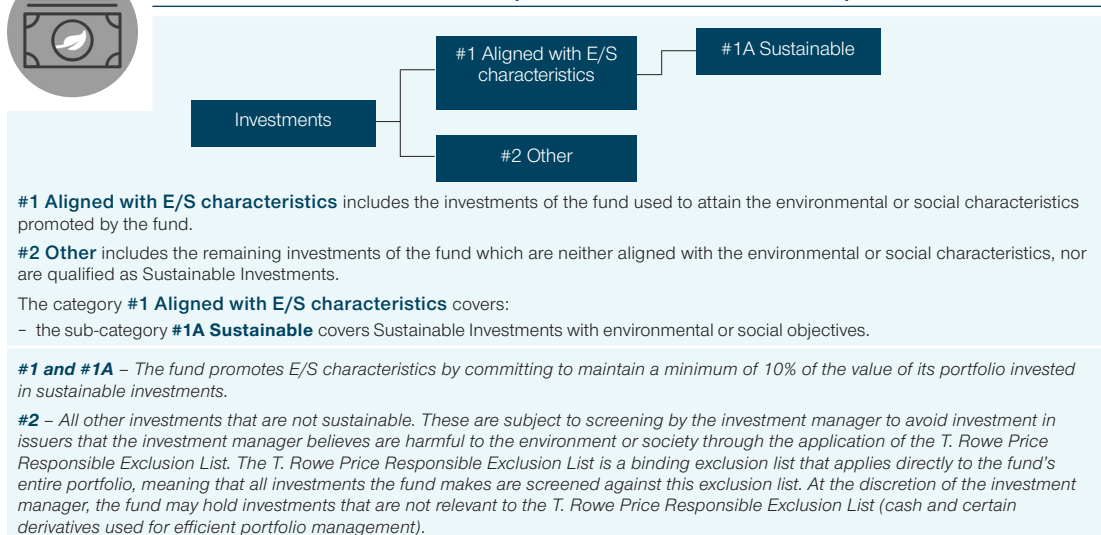 #1 Aligned with E/S
characteristics
#1A Sustainable
Investments
#2 Other
#1 Aligned with E/S characteristics includes the investments of the fund used to attain the environmental or social characteristics
promoted by the fund.
#2 Other includes the remaining investments of the fund which are neither aligned with the environmental or social characteristics, nor
are qualified as Sustainable Investments.
The category #1 Aligned with E/S characteristics covers:
- the sub-category #1A Sustainable covers Sustainable Investments with environmental or social objectives.
#1 and #1A – The fund promotes E/S characteristics by committing to maintain a minimum of 10% of the value of its portfolio invested
in sustainable investments.
#2 – All other investments that are not sustainable. These are subject to screening by the investment manager to avoid investment in
issuers that the investment manager believes are harmful to the environment or society through the application of the T. Rowe Price
Responsible Exclusion List. The T. Rowe Price Responsible Exclusion List is a binding exclusion list that applies directly to the fund's
entire portfolio, meaning that all investments the fund makes are screened against this exclusion list. At the discretion of the investment
manager, the fund may hold investments that are not relevant to the T. Rowe Price Responsible Exclusion List (cash and certain
derivatives used for efficient portfolio management).